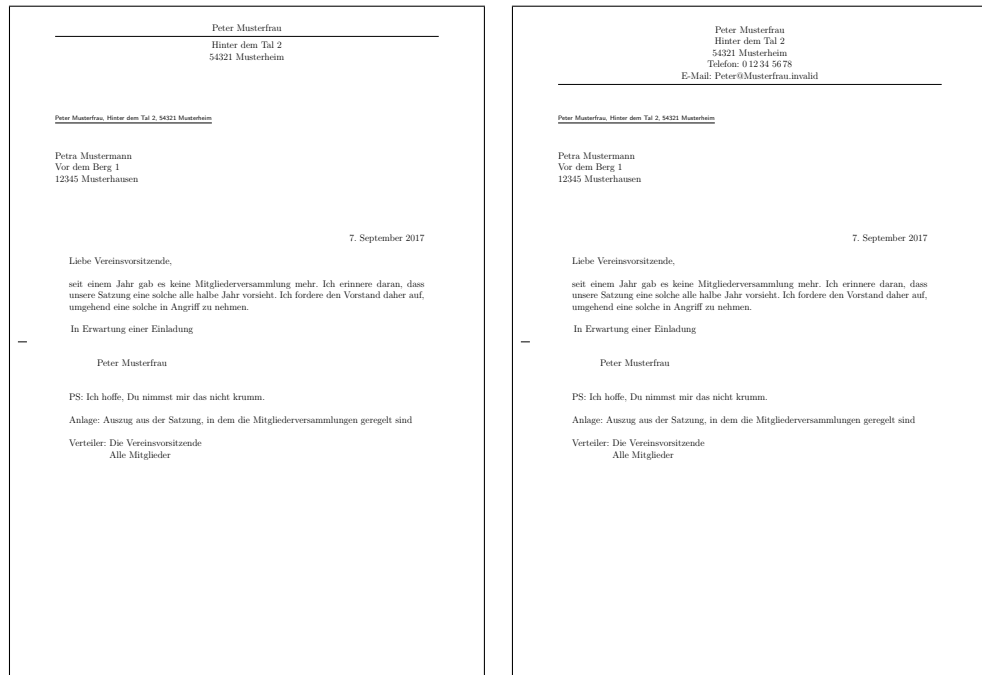 Peter Musterfrau
Hinter dem Tal 2
54321 Musterheim
Peter Musterfrau, Hinter dem Tal 2, 54321 Musterheim
Petra Mustermann
Vor dem Berg 1
12345 Musterhausen
7. September 2017
Liebe Vereinsvorsitzende,
seit einem Jahr gab es keine Mitgliederversammlung mehr. Ich erinnere daran, dass
unsere Satzung eine solche alle halbe Jahr vorsieht. Ich fordere den Vorstand daher auf,
umgehend eine solche in Angriff zu nehmen.
In Erwartung einer Einladung
Peter Musterfrau
PS: Ich hoffe, Du nimmst mir das nicht krumm.
Anlage: Auszug aus der Satzung, in dem die Mitgliederversammlungen geregelt sind
Verteiler: Die Vereinsvorsitzende
Alle Mitglieder
Peter Musterfrau
Hinter dem Tal 2
54321 Musterheim
Telefon: 0 12 34 56 78
E-Mail: Peter@Musterfrau.invalid
Peter Musterfrau, Hinter dem Tal 2, 54321 Musterheim
Petra Mustermann
Vor dem Berg 1
12345 Musterhausen
7. September 2017
Liebe Vereinsvorsitzende,
seit einem Jahr gab es keine Mitgliederversammlung mehr. Ich erinnere daran, dass
unsere Satzung eine solche alle halbe Jahr vorsieht. Ich fordere den Vorstand daher auf,
umgehend eine solche in Angriff zu nehmen.
In Erwartung einer Einladung
Peter Musterfrau
PS: Ich hoffe, Du nimmst mir das nicht krumm.
Anlage: Auszug aus der Satzung, in dem die Mitgliederversammlungen geregelt sind
Verteiler: Die Vereinsvorsitzende
Alle Mitglieder